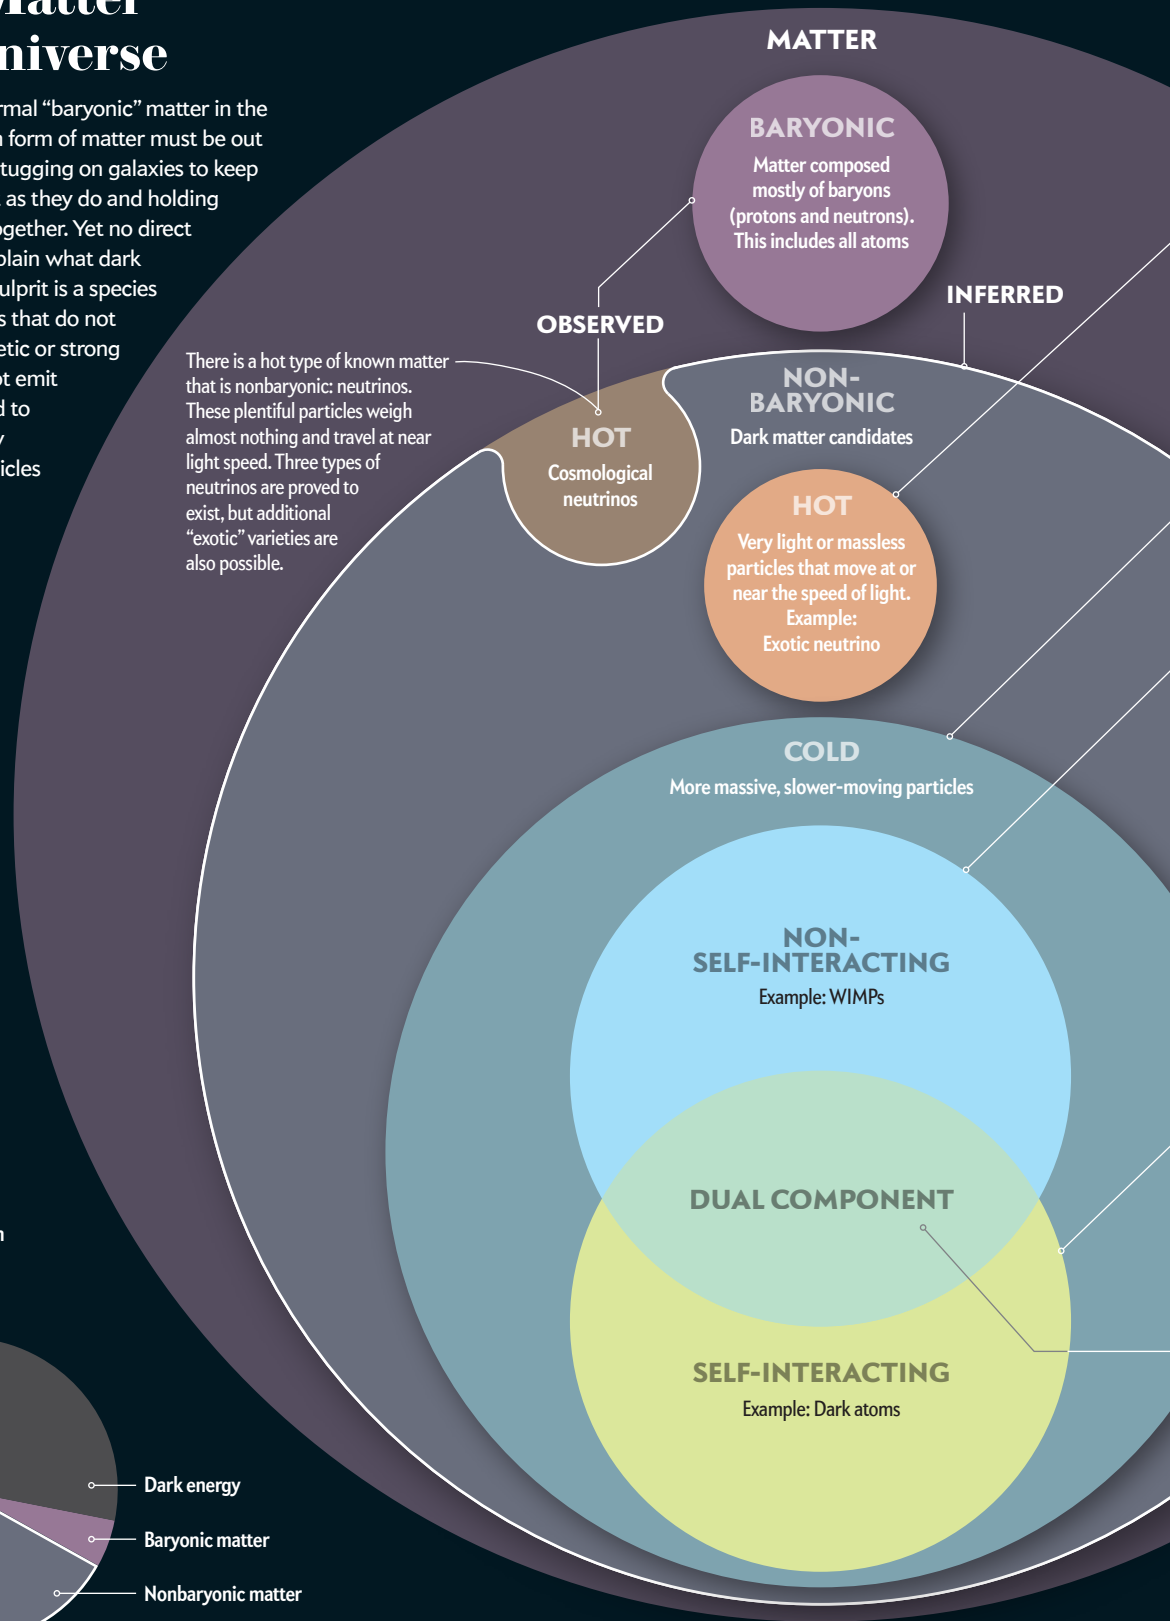 Matter
niverse
rmal “baryonic” matter in the
n form of matter must be out
tugging on galaxies to keep
as they do and holding
ogether. Yet no direct
plain what dark
ulprit is a species
s that do not
etic or strong
ot emit
d to
y
icles
MATTER
BARYONIC
Matter composed
mostly of baryons
(protons and neutrons).
This includes all atoms
INFERRED
OBSERVED
There is a hot type of known matter
that is nonbaryonic: neutrinos.
These plentiful particles weigh
almost nothing and travel at near
light speed. Three types of
neutrinos are proved to
exist, but additional
“exotic” varieties are
also possible.
HOT
Cosmological
neutrinos
NON-
BARYONIC
Dark matter candidates
HOT
Very light or massless
particles that move at or
near the speed of light.
Example:
Exotic neutrino
COLD
More massive, slower-moving particles
NON-
SELF-INTERACTING
Example: WIMPs
DUAL COMPONENT
SELF-INTERACTING
Example: Dark atoms
Dark energy
Baryonic matter
Nonbaryonic matter